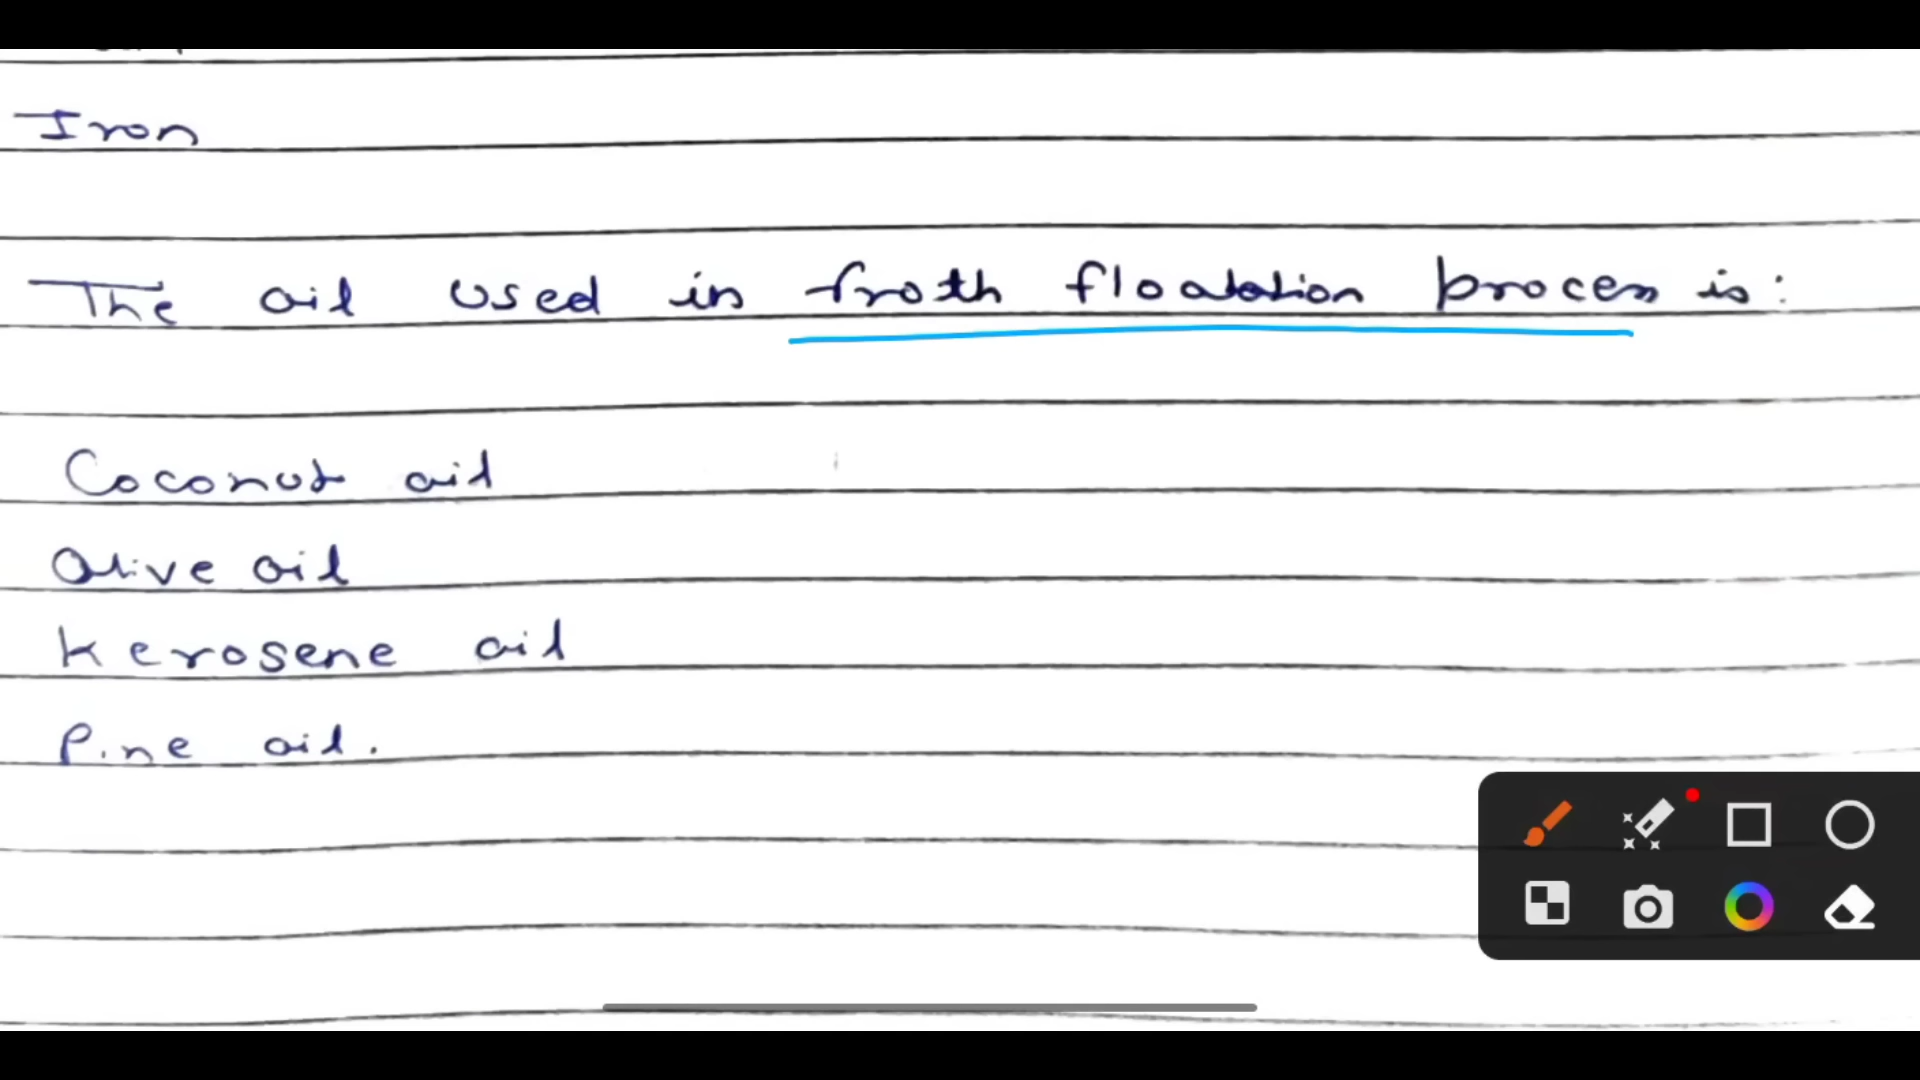 Iron
The oil used in froth floatation process is:
Coconut oil
Olive oil
Kerosene oil
Pine oil.